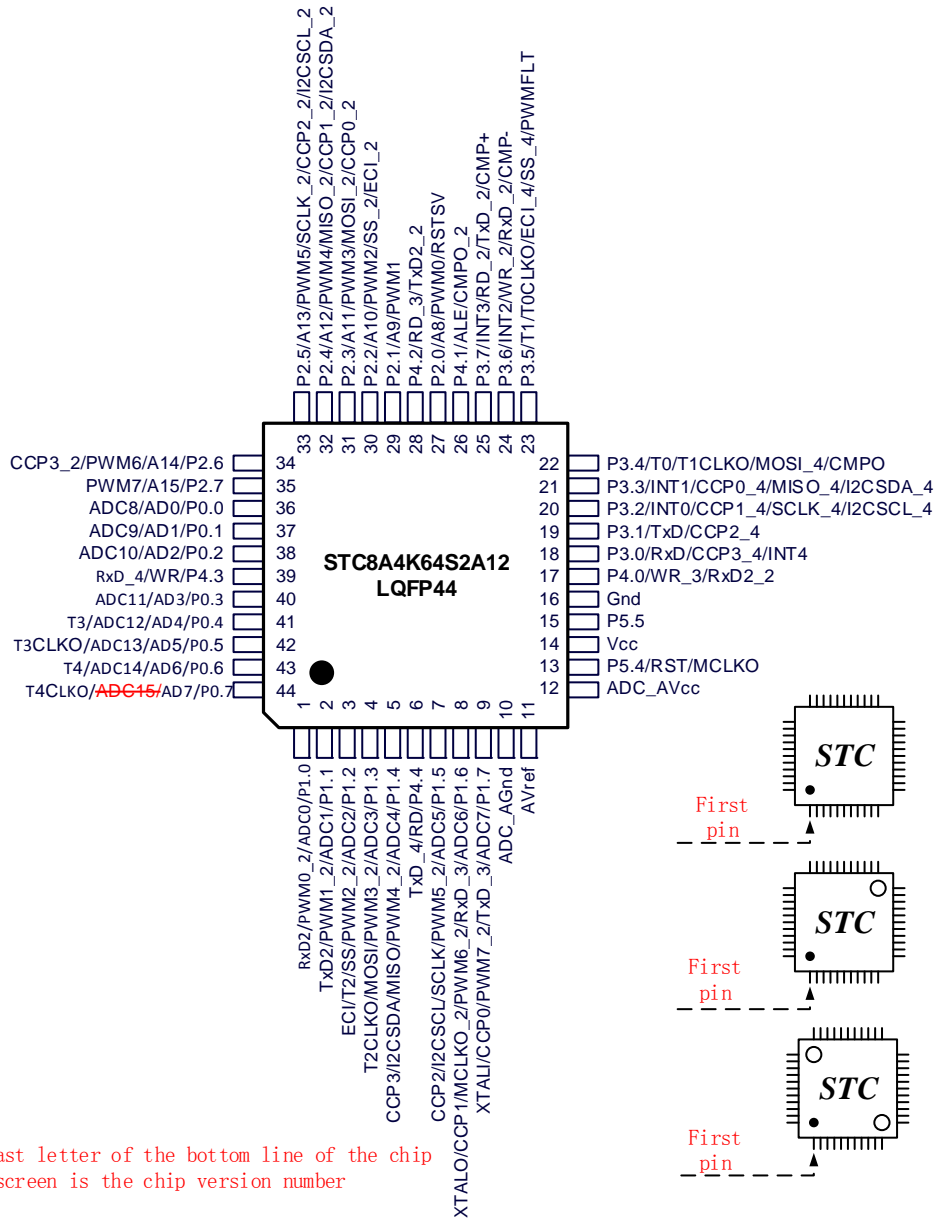 P2.5/A13/PWM5/SCLK_2/CCP2_2/I2CSCL_2
P2.4/A12/PWM4/MISO_2/CCP1_2/I2CSDA_2
P2.3/A11/PWM3/MOSI_2/CCP0_2
P2.2/A10/PWM2/SS_2/ECI_2
P2.1/A9/PWM1
P4.2/RD_3/TxD2_2
P2.0/A8/PWM0/RSTSV
P4.1/ALE/CMPO_2
P3.7/INT3/RD_2/TxD_2/CMP+
P3.6/INT2/WR_2/RxD_2/CMP-
P3.5/T1/T0CLKO/ECI_4/SS_4/PWMFLT
33 32 31 30 29 28 27 26 25 24 23
CCP3_2/PWM6/A14/P2.6 34
PWM7/A15/P2.7 35
ADC8/AD0/P0.0 36
ADC9/AD1/P0.1 37
ADC10/AD2/P0.2 38
RxD_4/WR/P4.3 39
ADC11/AD3/P0.3 40
T3/ADC12/AD4/P0.4 41
T3CLKO/ADC13/AD5/P0.5 42
T4/ADC14/AD6/P0.6 43
T4CLKO/ADC15/AD7/P0.7 44
STC8A4K64S2A12
LQFP44
22 P3.4/T0/T1CLKO/MOSI_4/CMPO
21 P3.3/INT1/CCP0_4/MISO_4/I2CSDA_4
20 P3.2/INT0/CCP1_4/SCLK_4/I2CSCL_4
19 P3.1/TxD/CCP2_4
18 P3.0/RxD/CCP3_4/INT4
17 P4.0/WR_3/RxD2_2
16 Gnd
15 P5.5
14 Vcc
13 P5.4/RST/MCLKO
12 ADC_AVcc
1 2 3 4 5 6 7 8 9 10 11
RxD2/PWM0_2/ADC0/P1.0
TxD2/PWM1_2/ADC1/P1.1
ECI/T2/SS/PWM2_2/ADC2/P1.2
T2CLKO/MOSI/PWM3_2/ADC3/P1.3
CCP3/I2CSDA/MISO/PWM4_2/ADC4/P1.4
TxD_4/RD/P4.4
CCP2/I2CSCL/SCLK/PWM5_2/ADC5/P1.5
XTALO/CCP1/MCLKO_2/PWM6_2/RxD_3/ADC6/P1.6
XTALI/CCP0/PWM7_2/TxD_3/ADC7/P1.7
ADC_AGnd
AVref
STC
First
pin
STC
First
pin
STC
First
pin
ast letter of the bottom line of the chip
screen is the chip version number